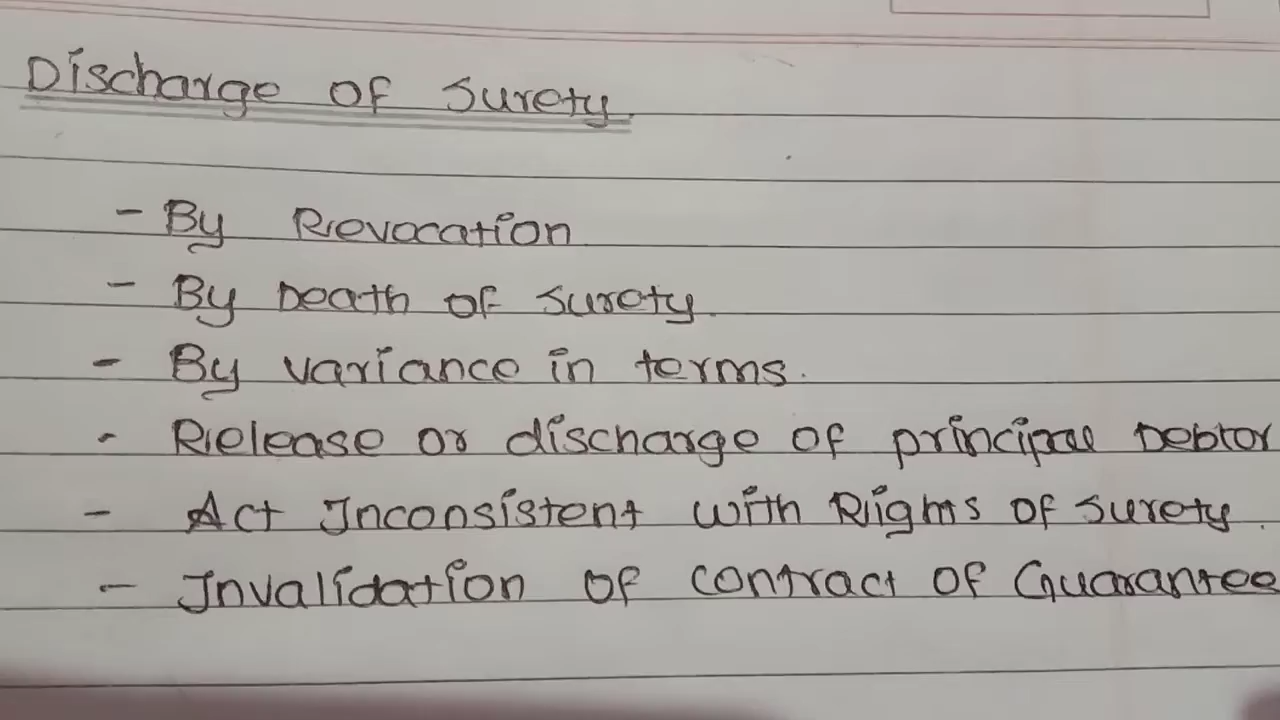 Discharge of Surety.
- By Revocation
- By Death of Surety.
- By variance in terms.
- Release or discharge of principal Debtor
- Act Inconsistent with Rights of Surety.
- Invalidation of contract of Guarantee